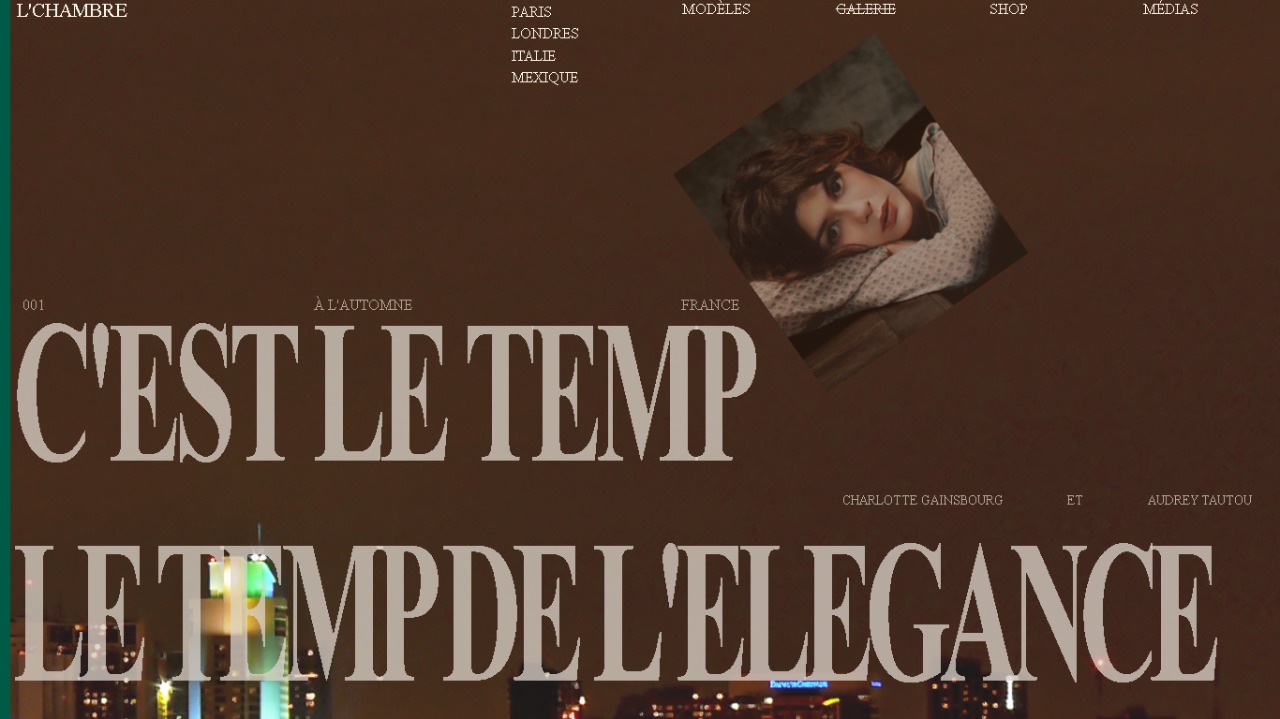 L'CHAMBRE
PARIS
LONDRES
ITALIE
MEXIQUE
MODÈLES
GALERIE
SHOP
MÉDIAS
001
À L'AUTOMNE
FRANCE
C'EST LE TEMP
CHARLOTTE GAINSBOURG ET AUDREY TAUTOU
LE TEMP DE L'ELEGANCE